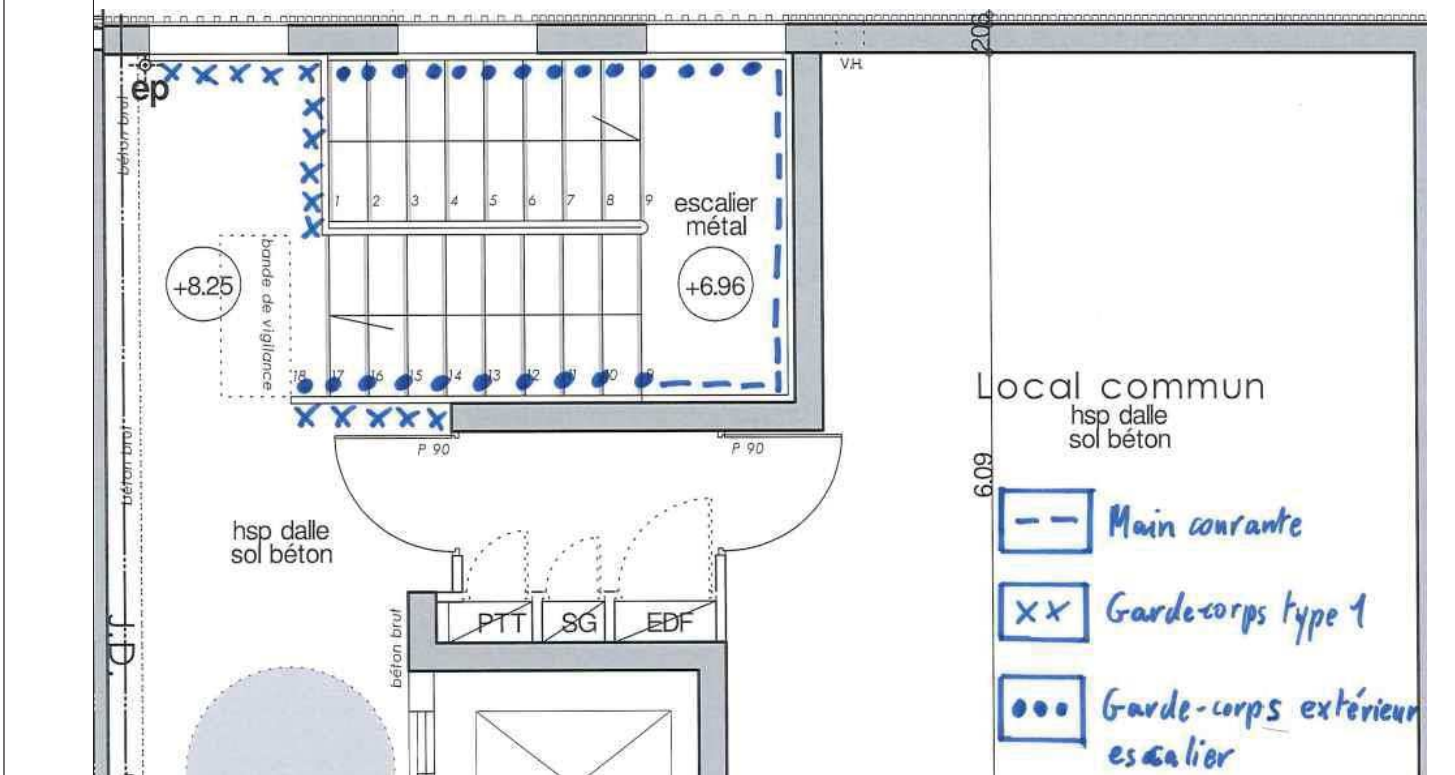 206
V.H.
ep
béton brut
1 2 3 4 5 6 7 8 9
escalier
métal
+8.25
bande de vigilance
+6.96
18 17 16 15 14 13 12 11 10 9
Local commun
hsp dalle
sol béton
P 90
P 90
béton brut
6.09
hsp dalle
sol béton
Main courante
PTT SG EDF
Garde-corps type 1
J.D.
béton brut
Garde-corps extérieur
escalier